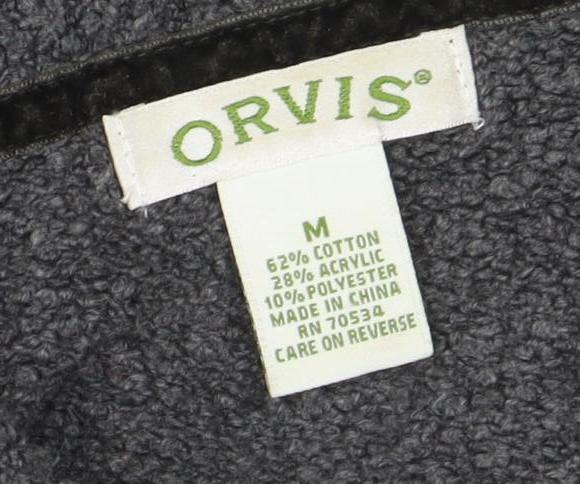 ORVIS®
M
62% COTTON
28% ACRYLIC
10% POLYESTER
MADE IN CHINA
RN 70534
CARE ON REVERSE